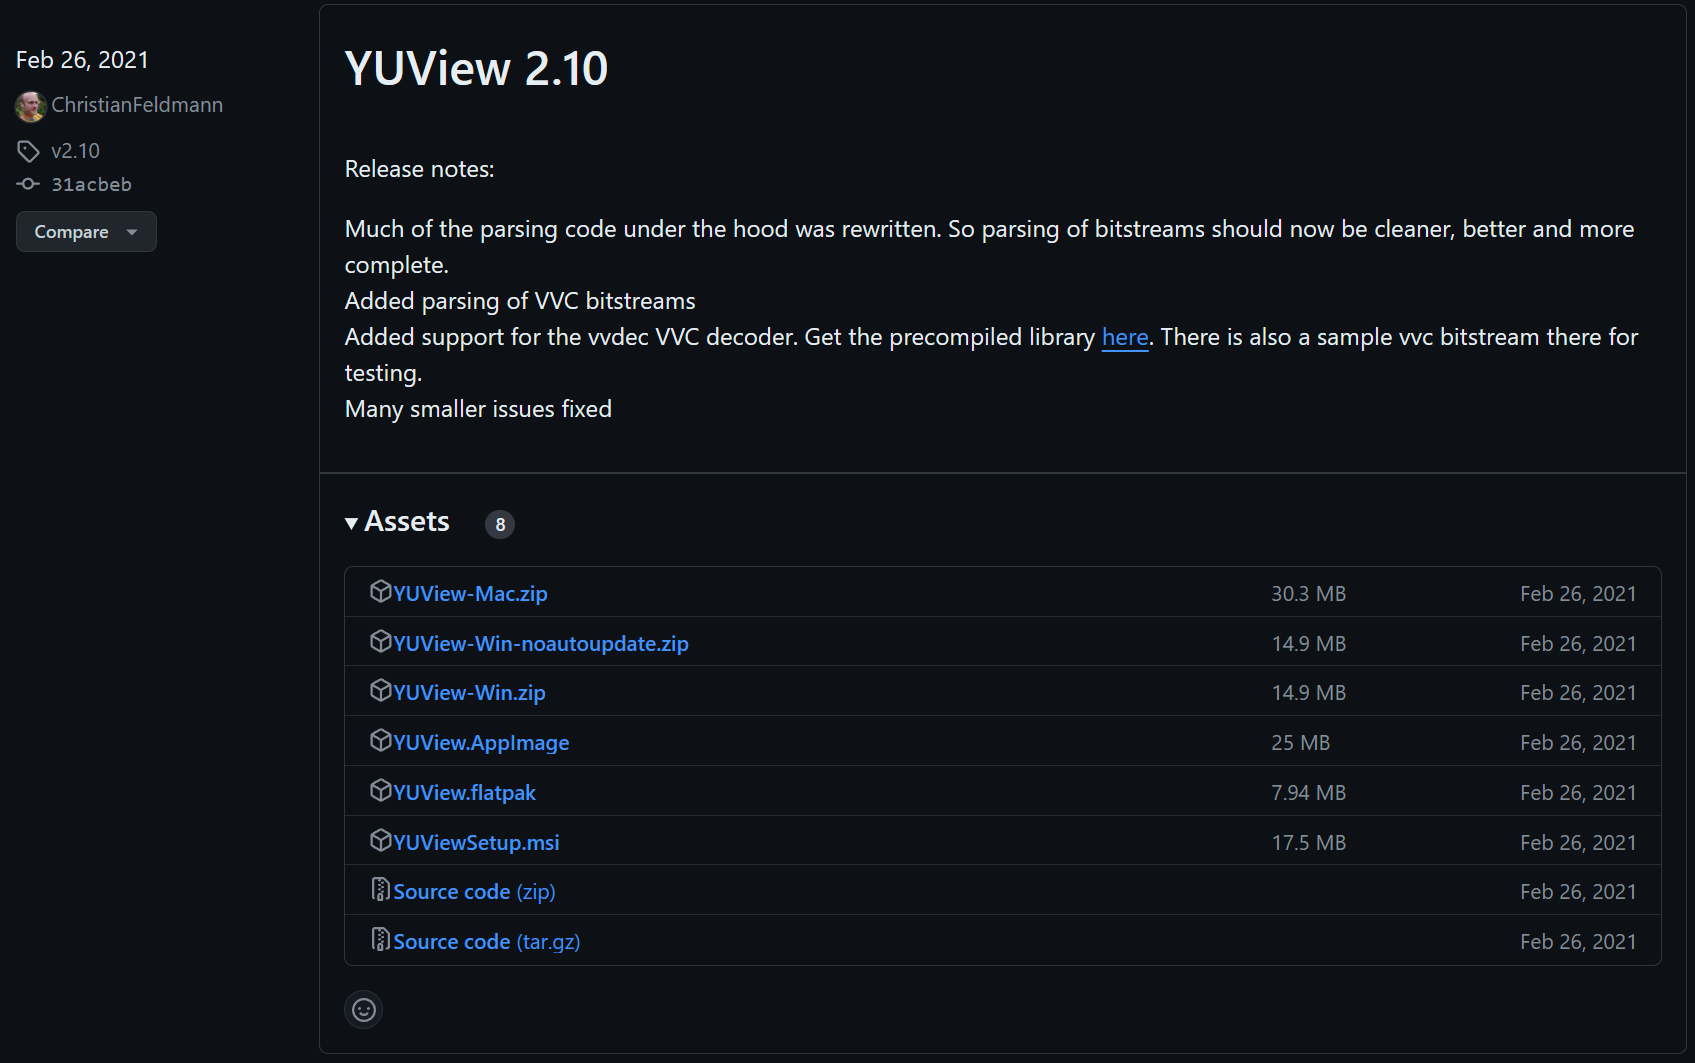 Feb 26, 2021
ChristianFeldmann
v2.10
31acbeb
Compare
YUView 2.10
Release notes:
Much of the parsing code under the hood was rewritten. So parsing of bitstreams should now be cleaner, better and more
complete.
Added parsing of VVC bitstreams
Added support for the vvdec VVC decoder. Get the precompiled library here. There is also a sample vvc bitstream there for
testing.
Many smaller issues fixed
Assets 8
YUView-Mac.zip 30.3 MB Feb 26, 2021
YUView-Win-noautoupdate.zip 14.9 MB Feb 26, 2021
YUView-Win.zip 14.9 MB Feb 26, 2021
YUView.AppImage 25 MB Feb 26, 2021
YUView.flatpak 7.94 MB Feb 26, 2021
YUViewSetup.msi 17.5 MB Feb 26, 2021
Source code (zip) Feb 26, 2021
Source code (tar.gz) Feb 26, 2021